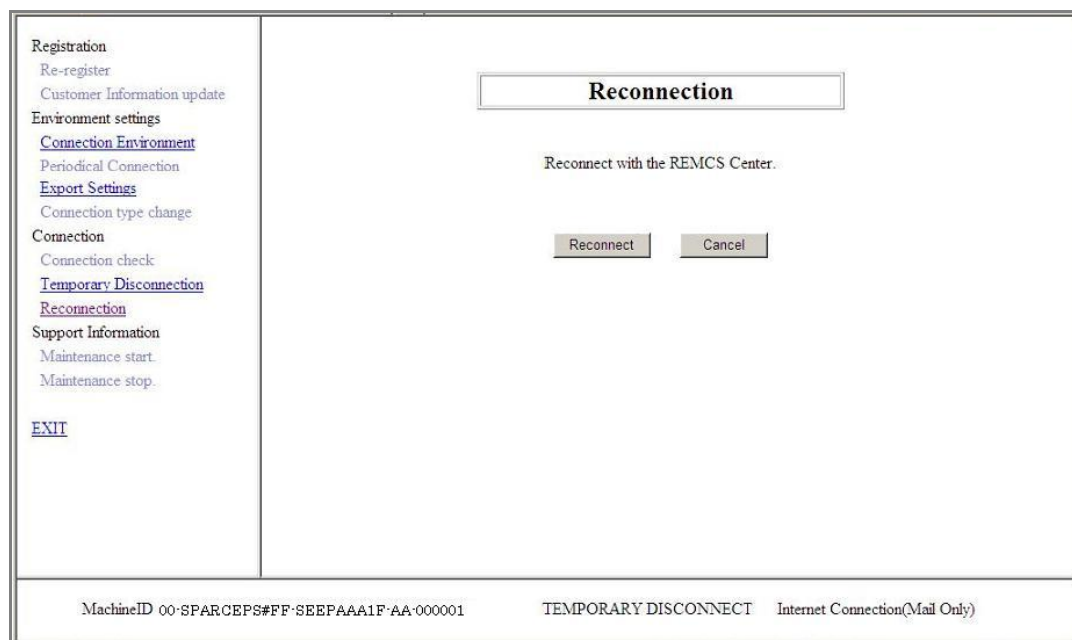 Registration
Re-register
Customer Information update
Environment settings
Connection Environment
Periodical Connection
Export Settings
Connection type change
Connection
Connection check
Temporary Disconnection
Reconnection
Support Information
Maintenance start.
Maintenance stop.
EXIT
Reconnection
Reconnect with the REMCS Center.
Reconnect Cancel
MachineID 00-SPARCEPS#FF-SEEPAAA1F-AA-000001 TEMPORARY DISCONNECT Internet Connection(Mail Only)